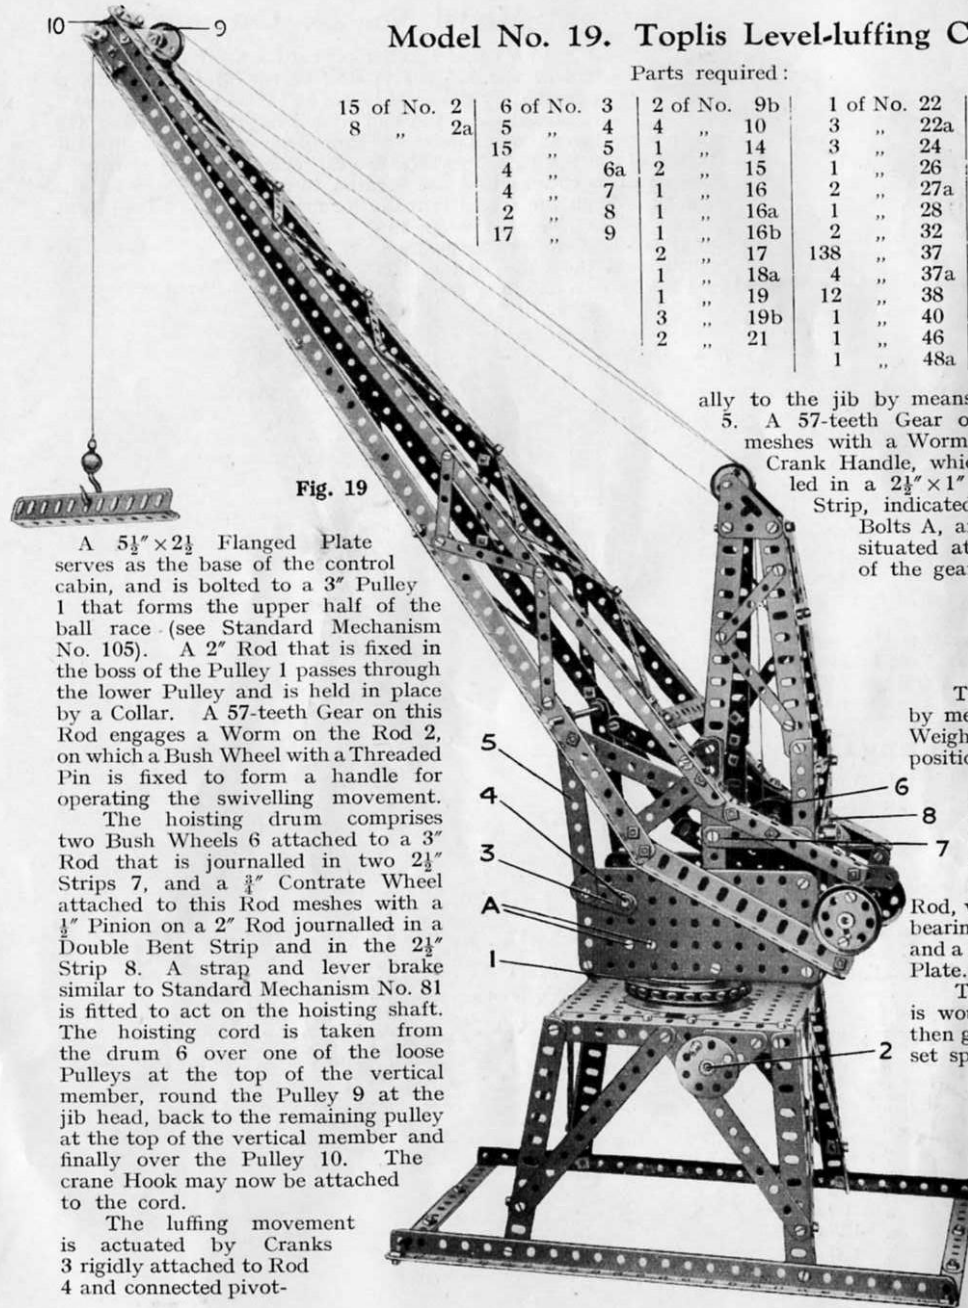 Model No. 19. Toplis Level-luffing C
Parts required:
15 of No. 2
8 ,, 2a
6 of No. 3
5 ,, 4
15 ,, 5
4 ,, 6a
4 ,, 7
2 ,, 8
17 ,, 9
2 of No. 9b
4 ,, 10
1 ,, 14
2 ,, 15
1 ,, 16
1 ,, 16a
1 ,, 16b
2 ,, 17
1 ,, 18a
1 ,, 19
3 ,, 19b
2 ,, 21
1 of No. 22
3 ,, 22a
3 ,, 24
1 ,, 26
2 ,, 27a
1 ,, 28
2 ,, 32
138 ,, 37
4 ,, 37a
12 ,, 38
1 ,, 40
1 ,, 46
1 ,, 48a
10
9
Fig. 19
A 5½″ × 2½ Flanged Plate
serves as the base of the control
cabin, and is bolted to a 3″ Pulley
1 that forms the upper half of the
ball race (see Standard Mechanism
No. 105). A 2″ Rod that is fixed in
the boss of the Pulley 1 passes through
the lower Pulley and is held in place
by a Collar. A 57-teeth Gear on this
Rod engages a Worm on the Rod 2,
on which a Bush Wheel with a Threaded
Pin is fixed to form a handle for
operating the swivelling movement.
The hoisting drum comprises
two Bush Wheels 6 attached to a 3″
Rod that is journalled in two 2½″
Strips 7, and a ¾″ Contrate Wheel
attached to this Rod meshes with a
½″ Pinion on a 2″ Rod journalled in a
Double Bent Strip and in the 2½″
Strip 8. A strap and lever brake
similar to Standard Mechanism No. 81
is fitted to act on the hoisting shaft.
The hoisting cord is taken from
the drum 6 over one of the loose
Pulleys at the top of the vertical
member, round the Pulley 9 at the
jib head, back to the remaining pulley
at the top of the vertical member and
finally over the Pulley 10. The
crane Hook may now be attached
to the cord.
The luffing movement
is actuated by Cranks
3 rigidly attached to Rod
4 and connected pivot-
5
4
3
A
1
6
8
7
2
ally to the jib by means
5. A 57-teeth Gear o
meshes with a Worm
Crank Handle, whic
led in a 2½″ × 1″
Strip, indicated
Bolts A, a
situated at
of the gea
T
by me
Weigh
positio
Rod, w
bearin
and a
Plate.
T
is wou
then g
set sp